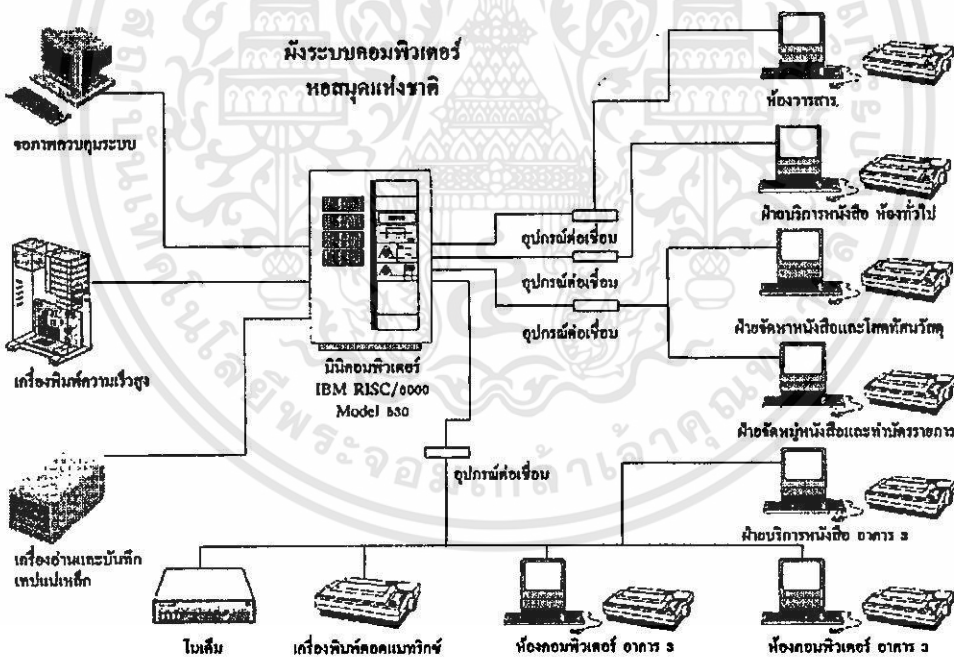 ผังระบบคอมพิวเตอร์
หอสมุดแห่งชาติ
จอภาพควบคุมระบบ
ห้องวารสาร
ฝ่ายบริการหนังสือ ห้องทั่วไป
อุปกรณ์ต่อเชื่อม
อุปกรณ์ต่อเชื่อม
อุปกรณ์ต่อเชื่อม
ฝ่ายจัดหาหนังสือและโสตทัศนวัสดุ
เครื่องพิมพ์ความเร็วสูง
มินิคอมพิวเตอร์
IBM RISC/6000
Model 530
ฝ่ายจัดหมู่หนังสือและทำบัตรรายการ
อุปกรณ์ต่อเชื่อม
ฝ่ายบริการหนังสือ อาคาร 3
เครื่องอ่านและบันทึก
เทปแม่เหล็ก
โมเด็ม
เครื่องพิมพ์ดอตแมทริกซ์
ห้องคอมพิวเตอร์ อาคาร 3
ห้องคอมพิวเตอร์ อาคาร 3